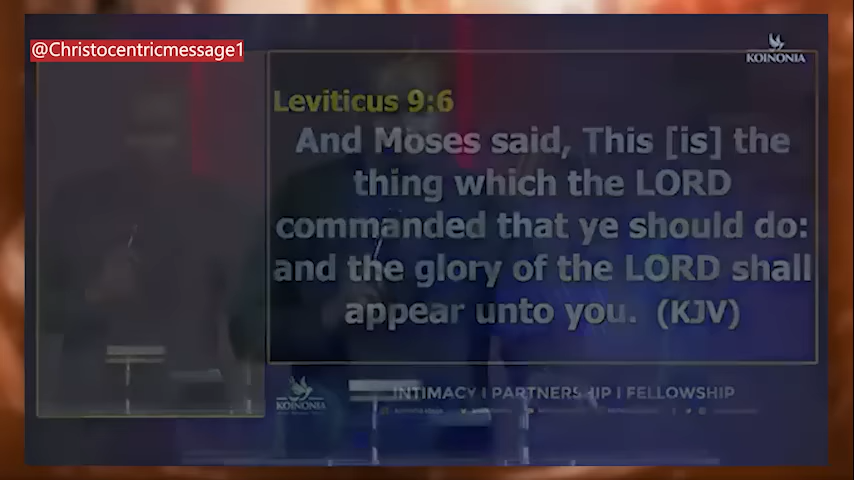 @Christocentricmessage1
KOINONIA
Leviticus 9:6
And Moses said, This [is] the
thing which the LORD
commanded that ye should do:
and the glory of the LORD shall
appear unto you. (KJV)
KOINONIA
INTIMACY | PARTNERSHIP | FELLOWSHIP